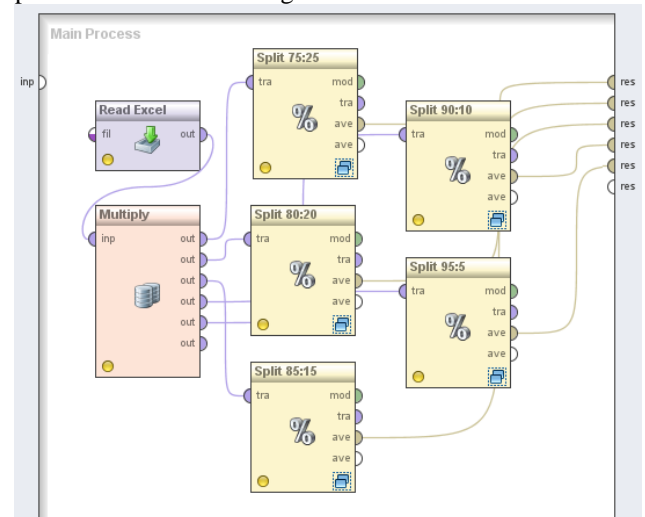 Main Process
inp
res
res
res
res
res
res
Read Excel
fil
out
Multiply
inp
out
out
out
out
out
out
Split 75:25
tra
mod
tra
ave
ave
%
Split 80:20
tra
mod
tra
ave
ave
%
Split 85:15
tra
mod
tra
ave
ave
%
Split 90:10
tra
mod
tra
ave
ave
%
Split 95:5
tra
mod
tra
ave
ave
%